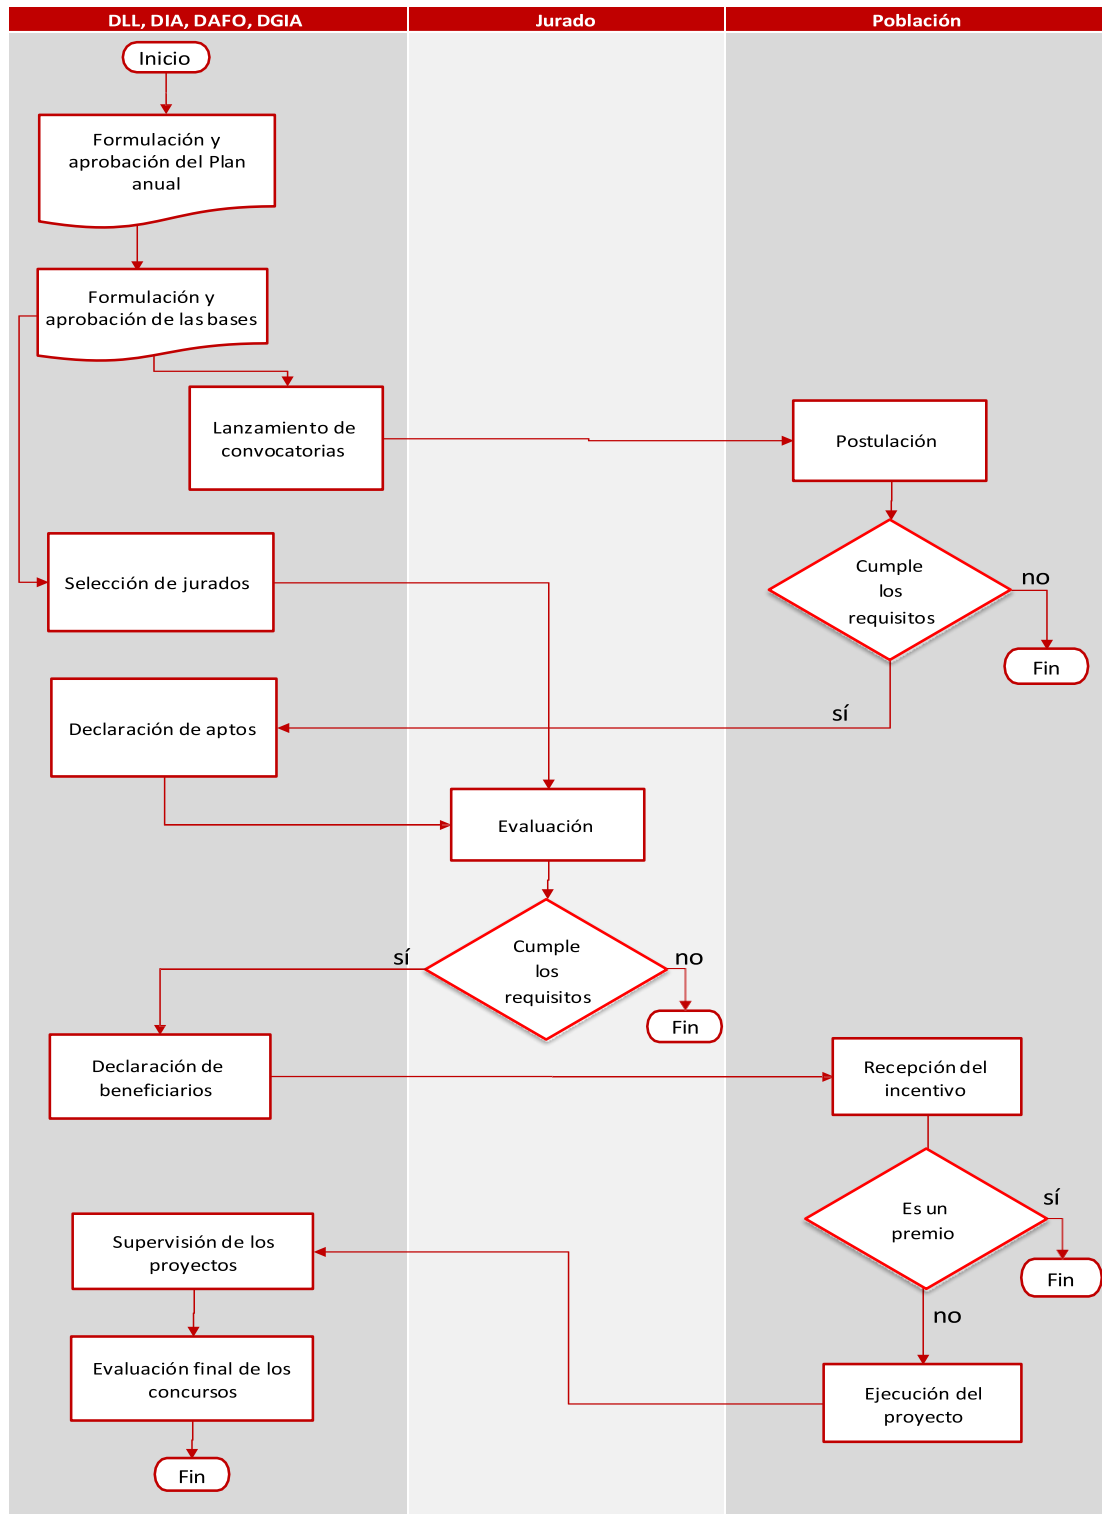 DLL, DIA, DAFO, DGIA
Jurado
Población
Inicio
Formulación y
aprobación del Plan
anual
Formulación y
aprobación de las bases
Lanzamiento de
convocatorias
Postulación
Cumple
los
requisitos
no
Fin
Selección de jurados
sí
Declaración de aptos
Evaluación
Cumple
los
requisitos
sí
no
Fin
Declaración de
beneficiarios
Recepción del
incentivo
Es un
premio
sí
Fin
no
Supervisión de los
proyectos
Ejecución del
proyecto
Evaluación final de los
concursos
Fin